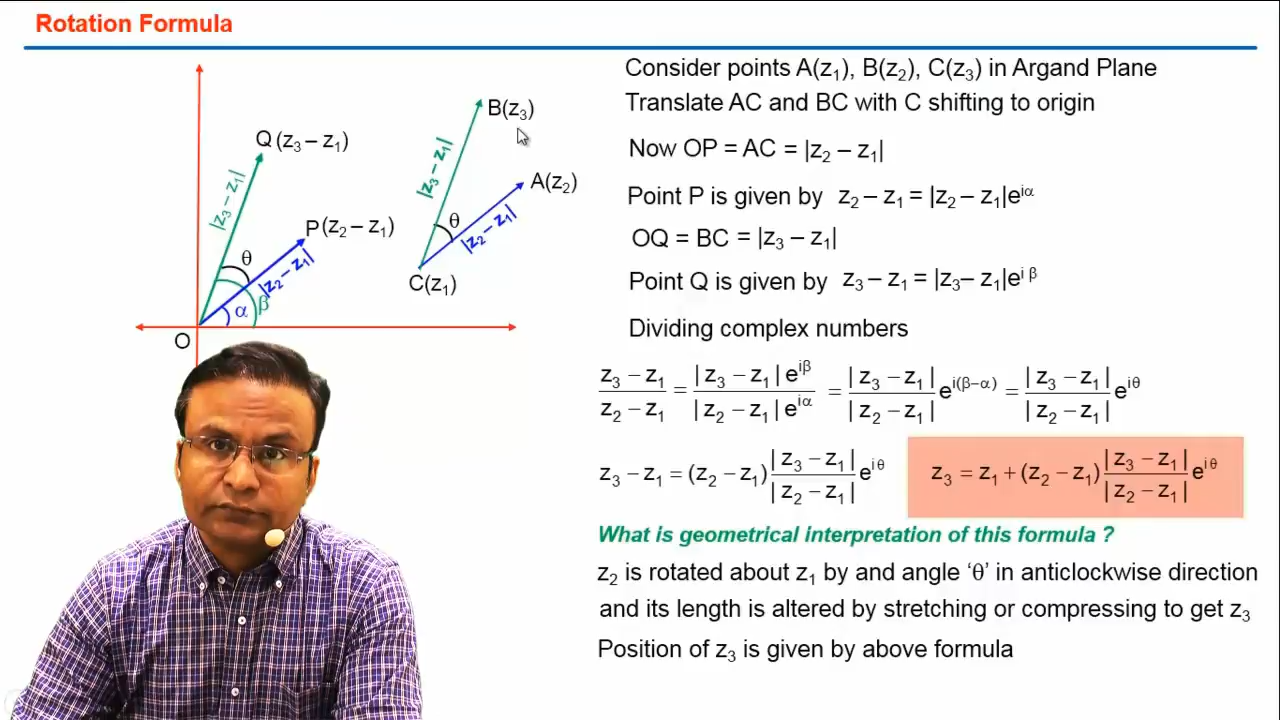 Rotation Formula
Consider points A(z₁), B(z₂), C(z₃) in Argand Plane
Translate AC and BC with C shifting to origin
Now OP = AC = |z₂ – z₁|
Point P is given by z₂ – z₁ = |z₂ – z₁|e^{iα}
OQ = BC = |z₃ – z₁|
Point Q is given by z₃ – z₁ = |z₃ – z₁|e^{i β}
Dividing complex numbers
(z₃ – z₁)/(z₂ – z₁) = (|z₃ – z₁| e^{iβ})/(|z₂ – z₁| e^{iα}) = (|z₃ – z₁|)/(|z₂ – z₁|) e^{i(β–α)} = (|z₃ – z₁|)/(|z₂ – z₁|) e^{iθ}
z₃ – z₁ = (z₂ – z₁) (|z₃ – z₁|)/(|z₂ – z₁|) e^{iθ}
z₃ = z₁ + (z₂ – z₁) (|z₃ – z₁|)/(|z₂ – z₁|) e^{iθ}
What is geometrical interpretation of this formula ?
z₂ is rotated about z₁ by and angle ‘θ’ in anticlockwise direction
and its length is altered by stretching or compressing to get z₃
Position of z₃ is given by above formula
Q (z₃ – z₁)
|z₃ – z₁|
P (z₂ – z₁)
|z₂ – z₁|
θ
α
β
O
B(z₃)
|z₃ – z₁|
A(z₂)
|z₂ – z₁|
θ
C(z₁)